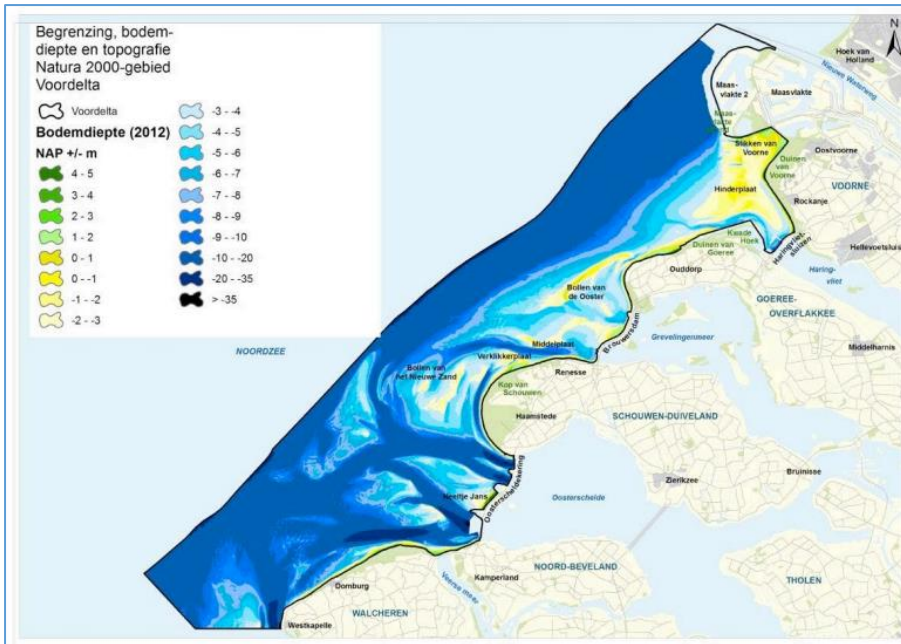 Begrenzing, bodem-
diepte en topografie
Natura 2000-gebied
Voordelta
Voordelta
Bodemdiepte (2012)
NAP +/- m
4 - 5
3 - 4
2 - 3
1 - 2
0 - 1
0 - -1
-1 - -2
-2 - -3
-3 - -4
-4 - -5
-5 - -6
-6 - -7
-7 - -8
-8 - -9
-9 - -10
-10 - -20
-20 - -35
> -35
N
Hoek van
Holland
Nieuwe Waterweg
Maas-
vlakte 2
Maasvlakte
Slikken van
Voorne
Oostvoorne
Duinen
van
Voorne
VOORNE
Hinderplaat
Rockanje
Kwade
Hoek
Haringvliet-
sluizen
Hellevoetsluis
Duinen van
Goeree
Ouddorp
Haring-
vliet
GOEREE-
OVERFLAKKEE
Bollen van
de Ooster
Brouwersdam
Grevelingenmeer
Middelharnis
Middelplaat
NOORDZEE
Verklikkerplaat
Renesse
Bollen van
het Nieuwe Zand
Kop van
Schouwen
Haamstede
SCHOUWEN-DUIVELAND
Bruinisse
Zierikzee
Neeltje Jans
Oosterscheldekering
Oosterschelde
NOORD-BEVELAND
Kamperland
THOLEN
Domburg
Veerse meer
WALCHEREN
Westkapelle